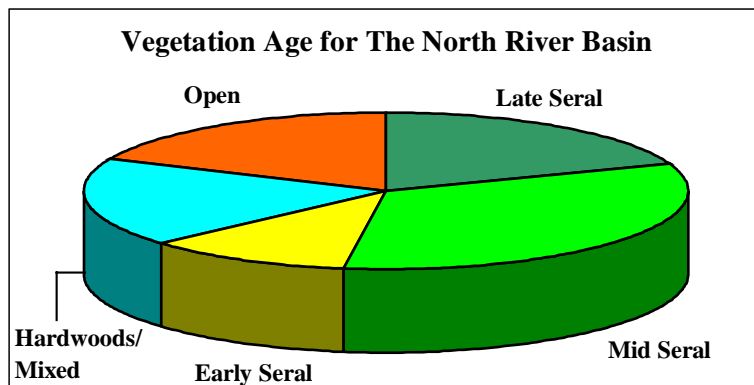 Vegetation Age for The North River Basin
Open
Late Seral
Hardwoods/
Mixed
Early Seral
Mid Seral